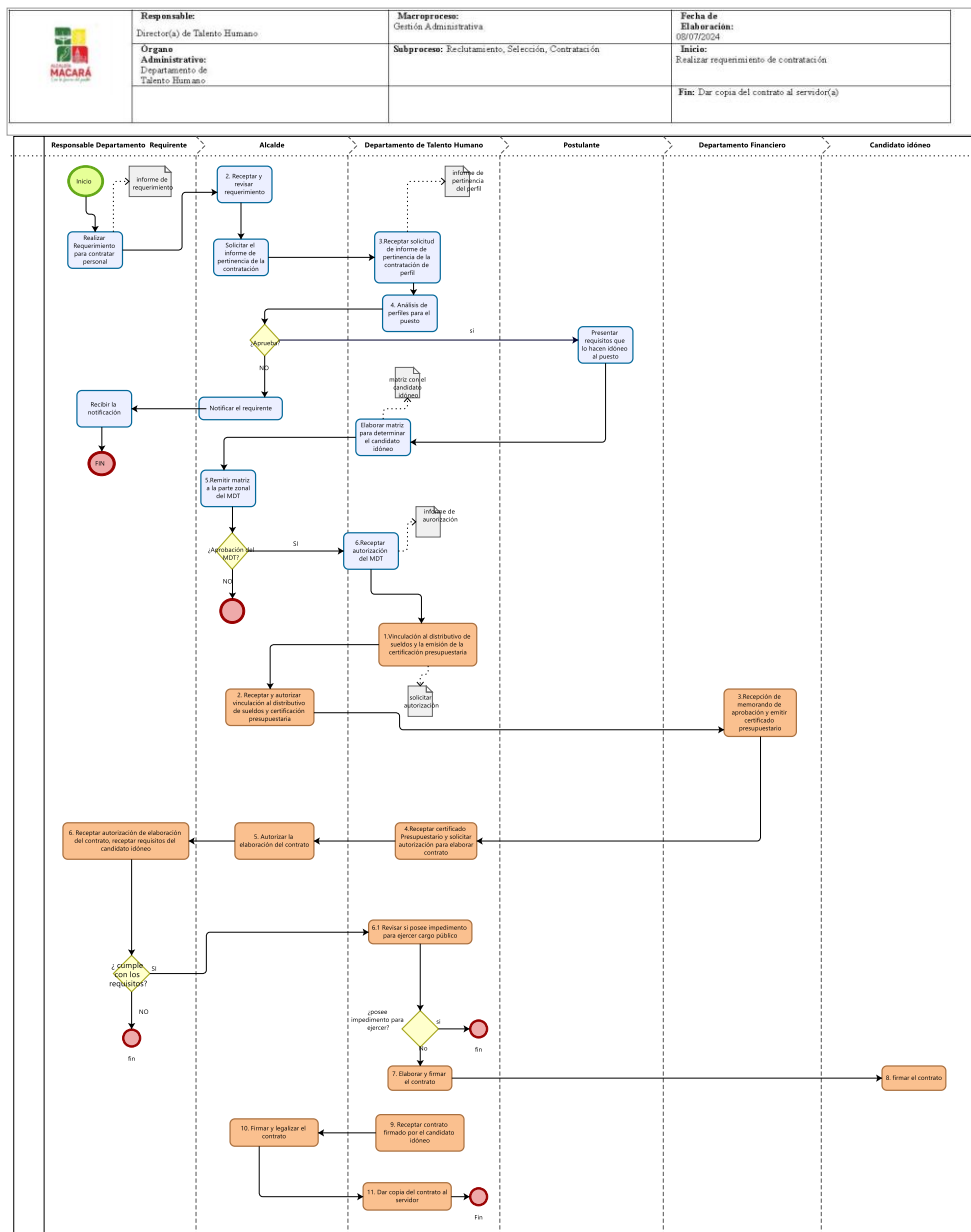 ALCALDÍA
MACARÁ
Responsable:
Director(a) de Talento Humano
Macroproceso:
Gestión Administrativa
Fecha de
Elaboración:
08/07/2024
Órgano
Administrativo:
Departamento de
Talento Humano
Subproceso: Reclutamiento, Selección, Contratación
Inicio:
Realizar requerimiento de contratación
Fin: Dar copia del contrato al servidor(a)
Responsable Departamento Requirente
Alcalde
Departamento de Talento Humano
Postulante
Departamento Financiero
Candidato idóneo
Inicio
informe de
requerimiento
2. Receptar y
revisar
requerimiento
informe de
pertinencia
del perfil
Realizar
Requerimiento
para contratar
personal
Solicitar el
informe de
pertinencia de la
contratación
3.Receptar solicitud
de informe de
pertinencia de la
contratación de
perfil
4. Análisis de
perfiles para el
puesto
¿Aprueba?
si
Presentar
requisitos que
lo hacen idóneo
al puesto
NO
matriz con el
candidato
idóneo
Recibir la
notificación
Notificar el requirente
Elaborar matriz
para determinar
el candidato
idóneo
FIN
5.Remitir matriz
a la parte zonal
del MDT
informe de
aurorización
¿Aprobación del
MDT?
Si
6.Receptar
autorización
del MDT
NO
1.Vinculación al distributivo de
sueldos y la emisión de la
certificación presupuestaria
2. Receptar y autorizar
vinculación al distributivo
de sueldos y certificación
presupuestaria
solicitar
autorización
3.Recepción de
memorando de
aprobación y emitir
certificado
presupuestario
6. Receptar autorización de elaboración
del contrato, receptar requisitos del
candidato idóneo
5. Autorizar la
elaboración del contrato
4.Receptar certificado
Presupuestario y solicitar
autorización para elaborar
contrato
6.1 Revisar si posee impedimento
para ejercer cargo público
¿ cumple
con los
requisitos?
SI
NO
fin
¿posee
impedimento para
ejercer?
si
fin
No
7. Elaborar y firmar
el contrato
8. firmar el contrato
10. Firmar y legalizar el
contrato
9. Receptar contrato
firmado por el candidato
idóneo
11. Dar copia del contrato al
servidor
Fin